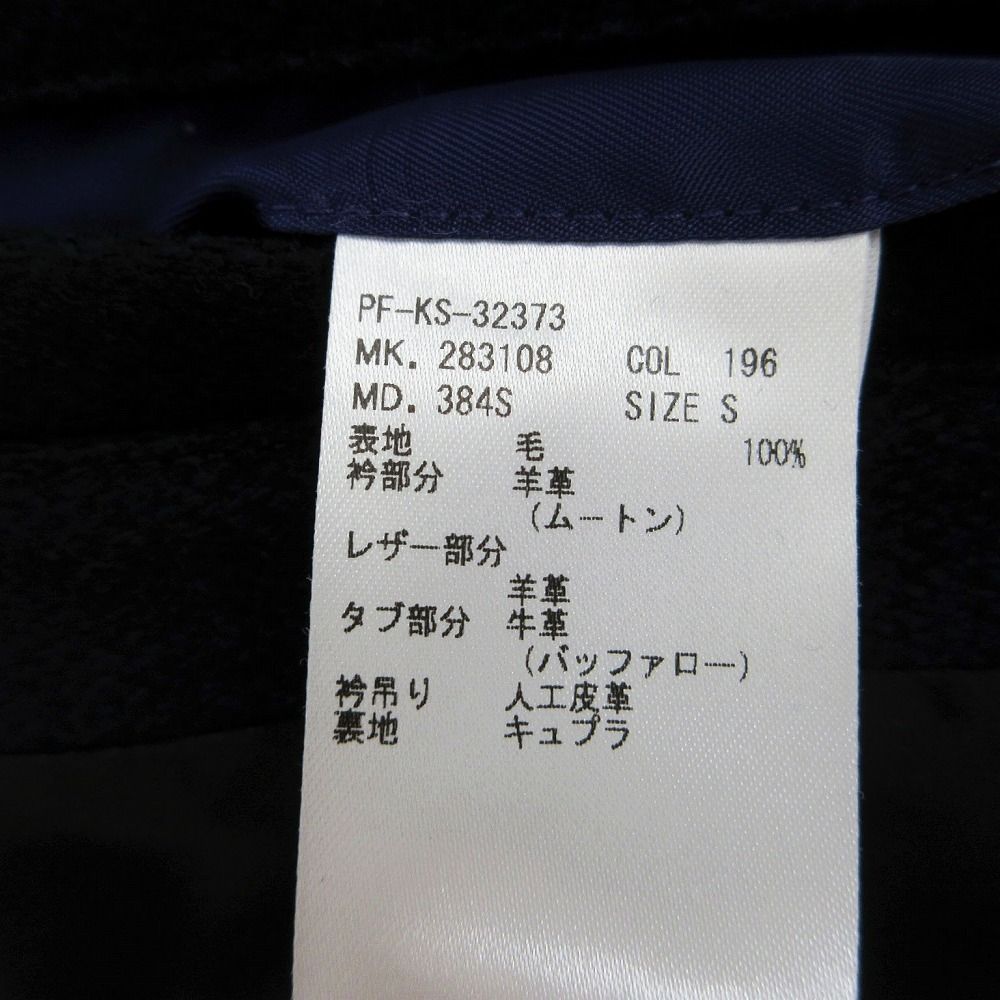 PF-KS-32373
MK. 283108 COL 196
MD. 384S SIZE S
表地 毛 100%
衿部分 羊革
(ムートン)
レザー部分
羊革
タブ部分 牛革
(バッファロー)
衿吊り 人工皮革
裏地 キュプラ